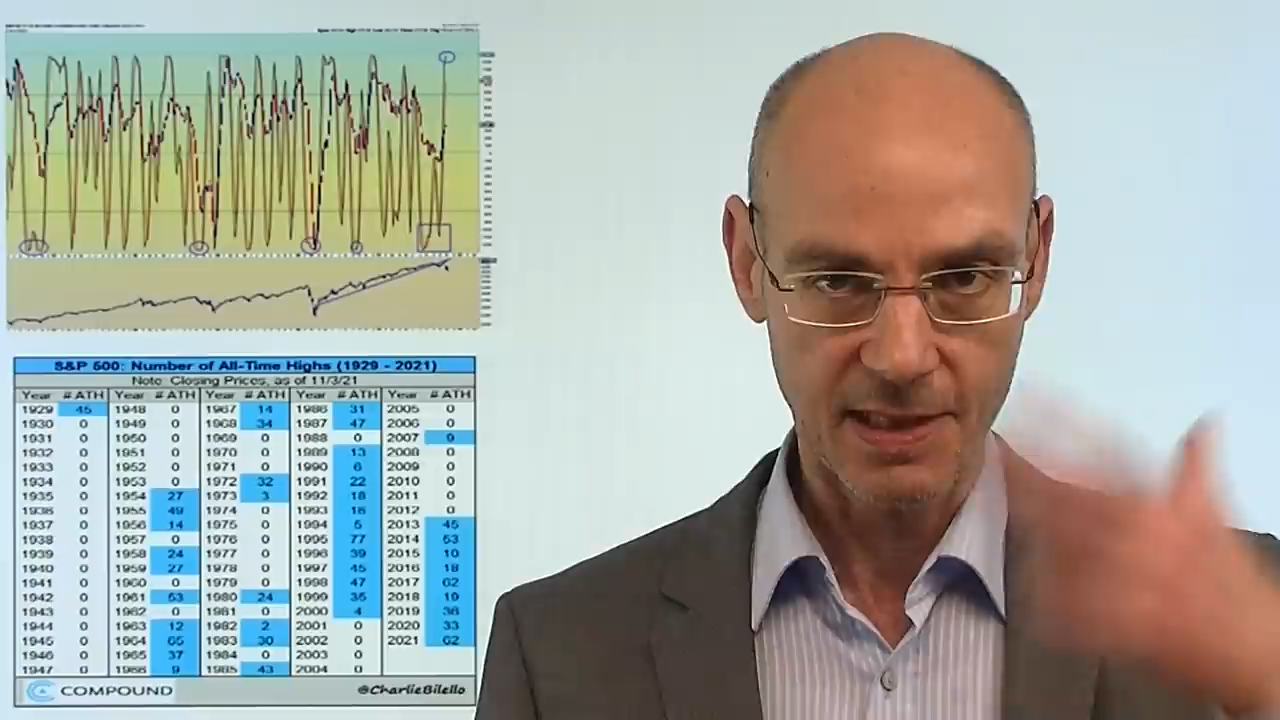 S&P 500: Number of All-Time Highs (1929 - 2021)
Note: Closing Prices, as of 11/3/21
Year # ATH Year # ATH Year # ATH Year # ATH Year # ATH
1929 45 1948 0 1967 14 1986 31 2005 0
1930 0 1949 0 1968 34 1987 47 2006 0
1931 0 1950 0 1969 0 1988 0 2007 9
1932 0 1951 0 1970 0 1989 13 2008 0
1933 0 1952 0 1971 0 1990 6 2009 0
1934 0 1953 0 1972 32 1991 22 2010 0
1935 0 1954 27 1973 3 1992 18 2011 0
1936 0 1955 49 1974 0 1993 16 2012 0
1937 0 1956 14 1975 0 1994 5 2013 45
1938 0 1957 0 1976 0 1995 77 2014 53
1939 0 1958 24 1977 0 1996 39 2015 10
1940 0 1959 27 1978 0 1997 45 2016 18
1941 0 1960 0 1979 0 1998 47 2017 62
1942 0 1961 53 1980 24 1999 35 2018 19
1943 0 1962 0 1981 0 2000 4 2019 36
1944 0 1963 12 1982 2 2001 0 2020 33
1945 0 1964 65 1983 30 2002 0 2021 62
1946 0 1965 37 1984 0 2003 0
1947 0 1966 9 1985 43 2004 0
COMPOUND
@CharlieBilello